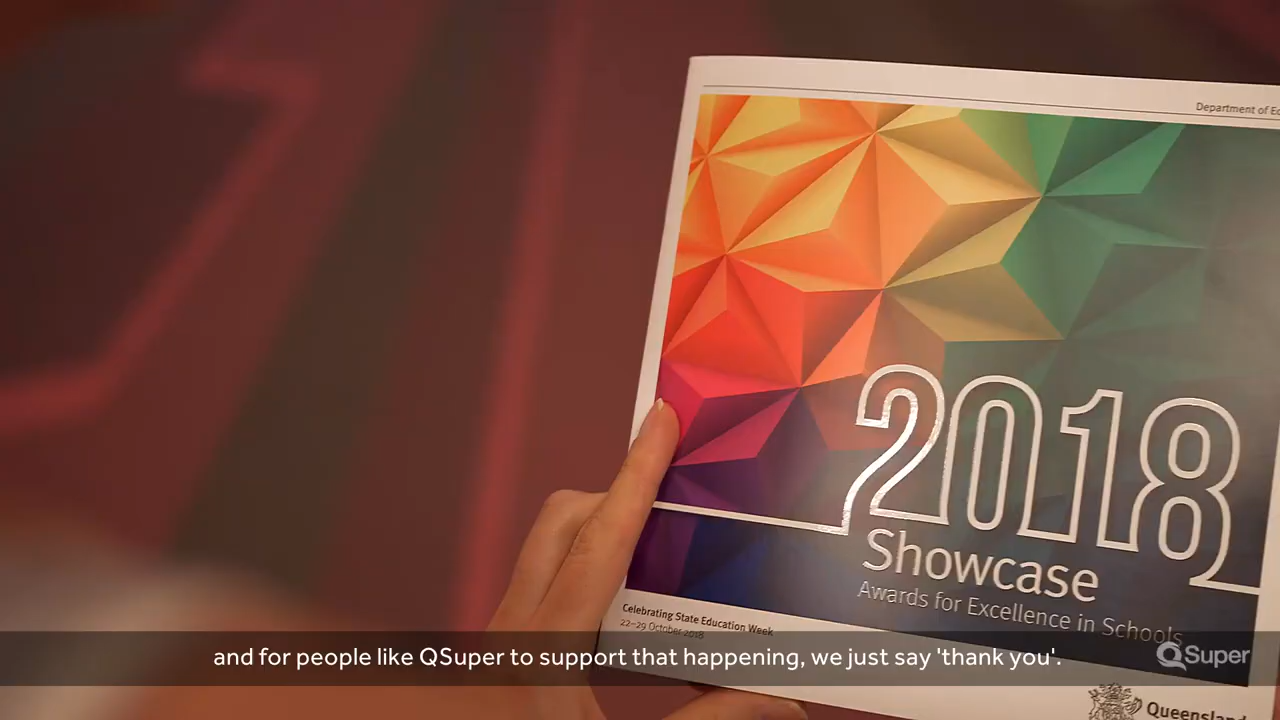 Department of
2018
Showcase
Awards for Excellence in Schools
Celebrating State Education Week
22–29 October 2018
and for people like QSuper to support that happening, we just say 'thank you'.
QSuper
Queensland